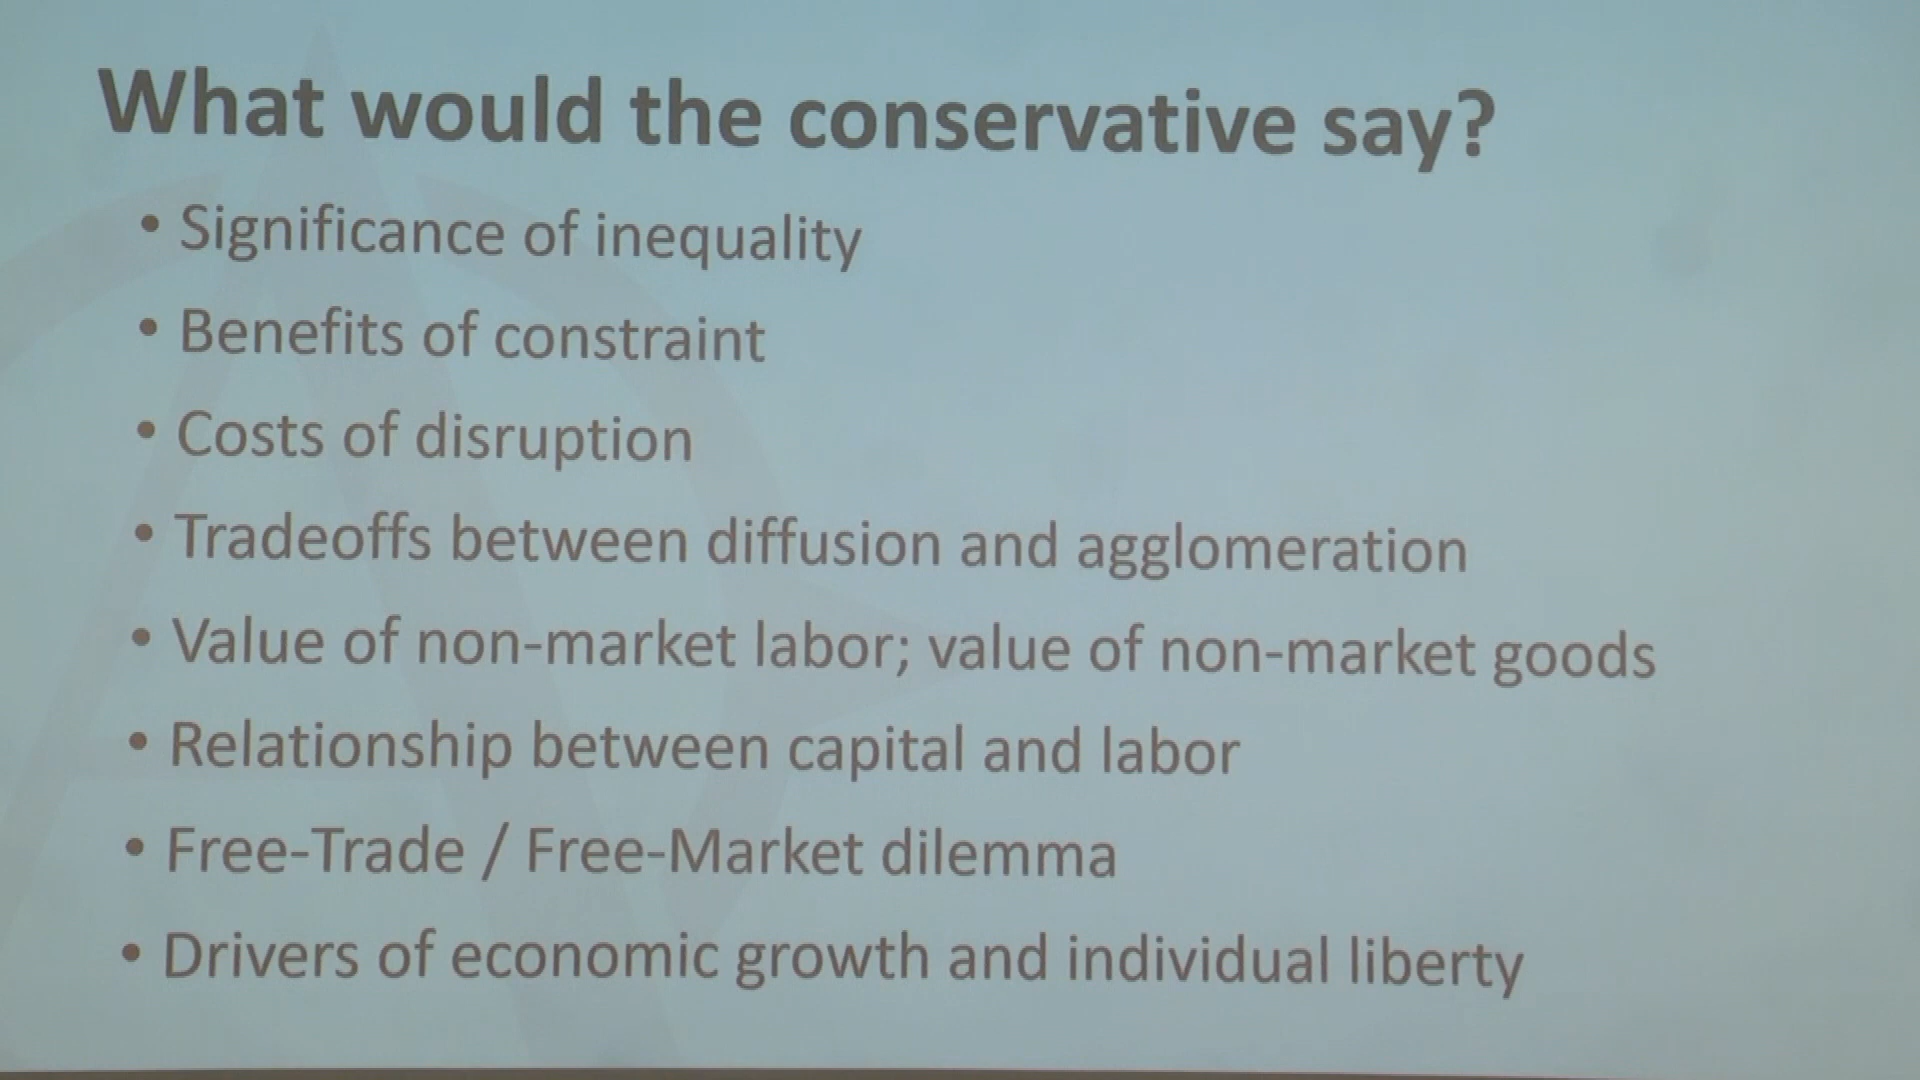 What would the conservative say?
• Significance of inequality
• Benefits of constraint
• Costs of disruption
• Tradeoffs between diffusion and agglomeration
• Value of non-market labor; value of non-market goods
• Relationship between capital and labor
• Free-Trade / Free-Market dilemma
• Drivers of economic growth and individual liberty